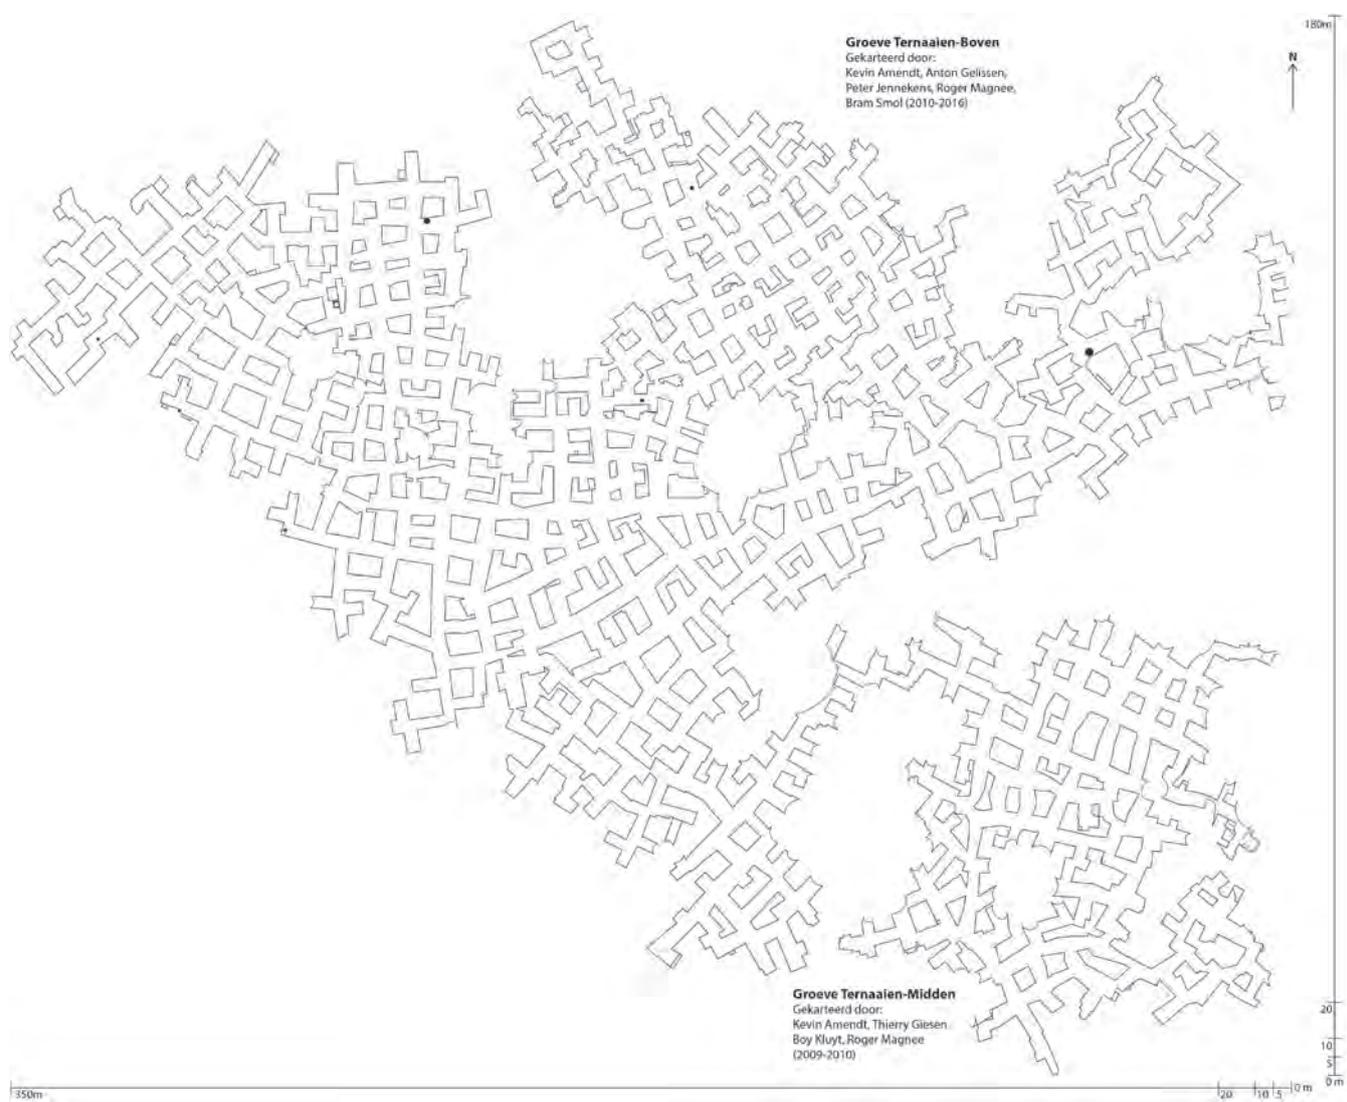 180m
Groeve Ternaaien-Boven
Gekarteerd door:
Kevin Amendt, Anton Gelissen,
Peter Jennekens, Roger Magnee,
Bram Smol (2010-2016)
N
Groeve Ternaaien-Midden
Gekarteerd door:
Kevin Amendt, Thierry Giesen
Boy Kluyt, Roger Magnee
(2009-2010)
20
10
5
0 m
350m
20
10
5
0 m